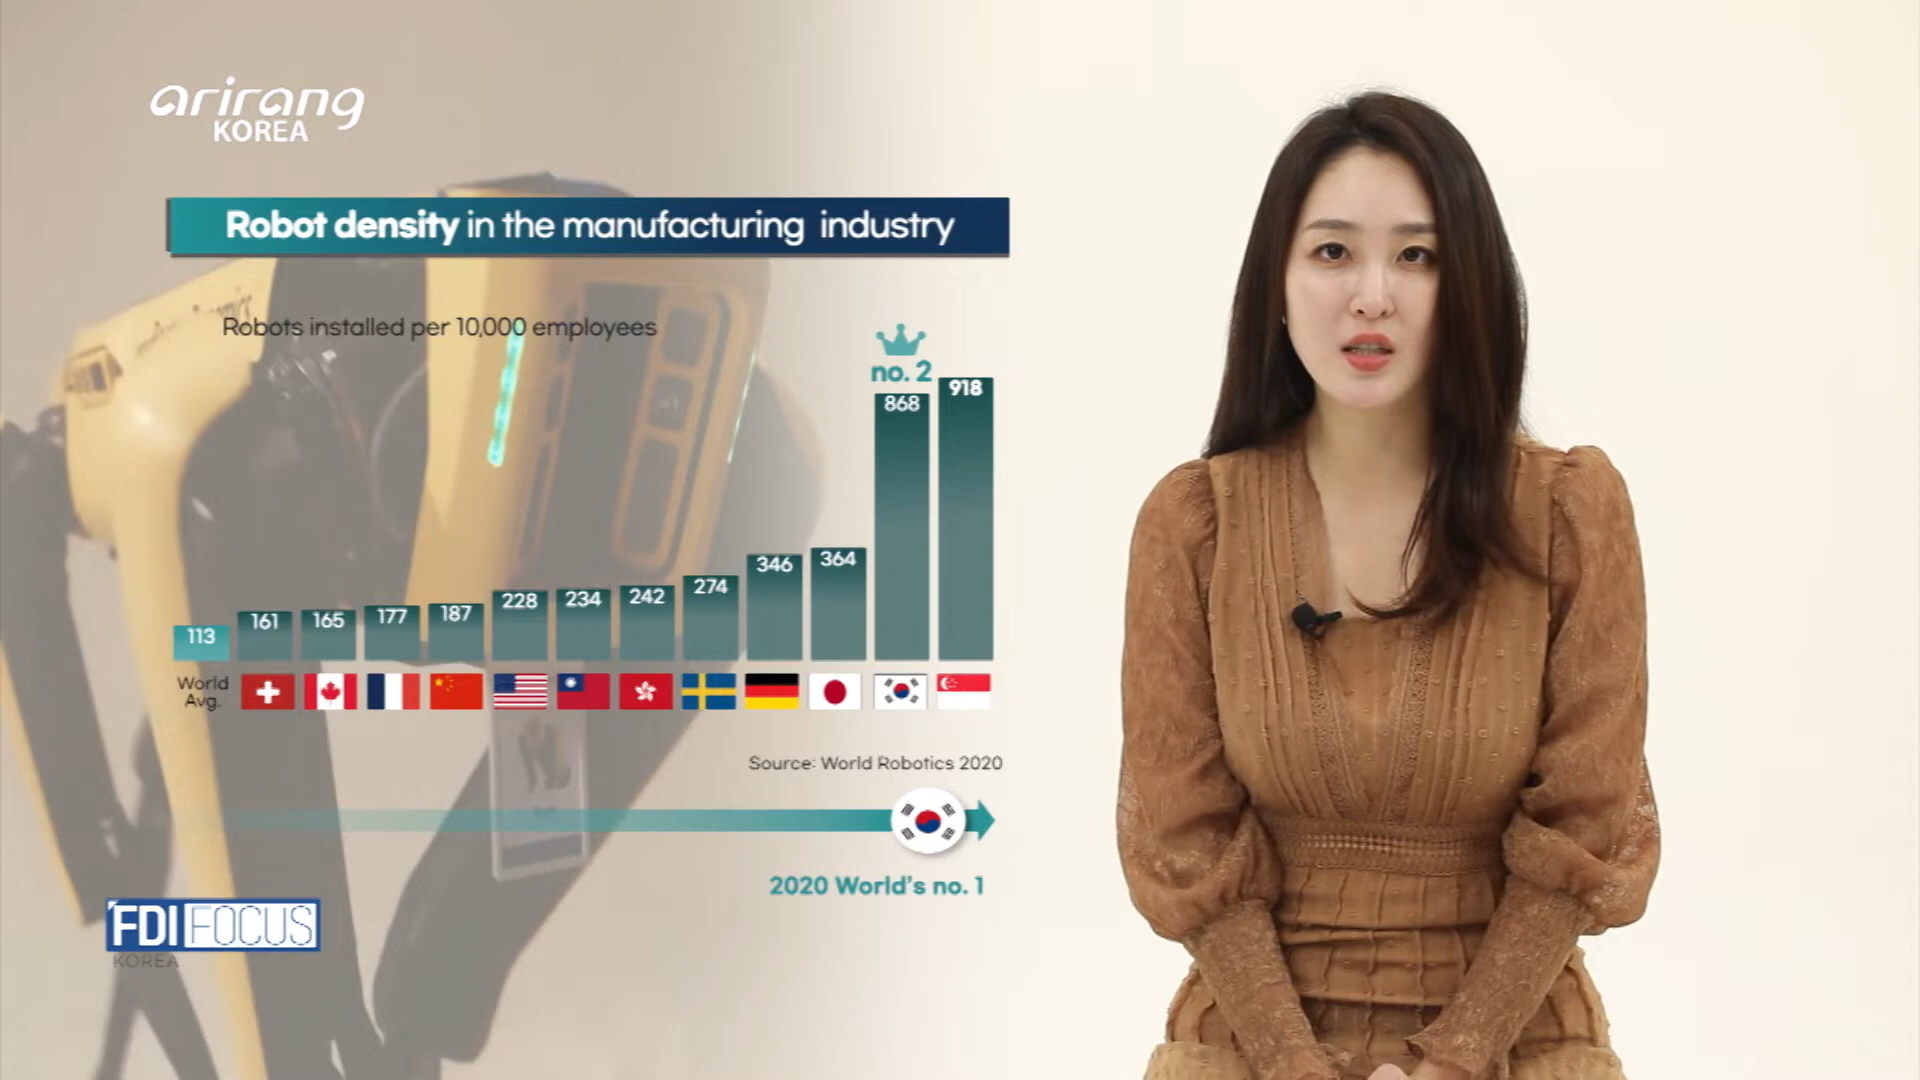 arirang
KOREA
Robot density in the manufacturing industry
Robots installed per 10,000 employees
no. 2
918
868
364
346
274
242
234
228
187
177
165
161
113
World
Avg.
Source: World Robotics 2020
2020 World's no. 1
FDI FOCUS
KOREA